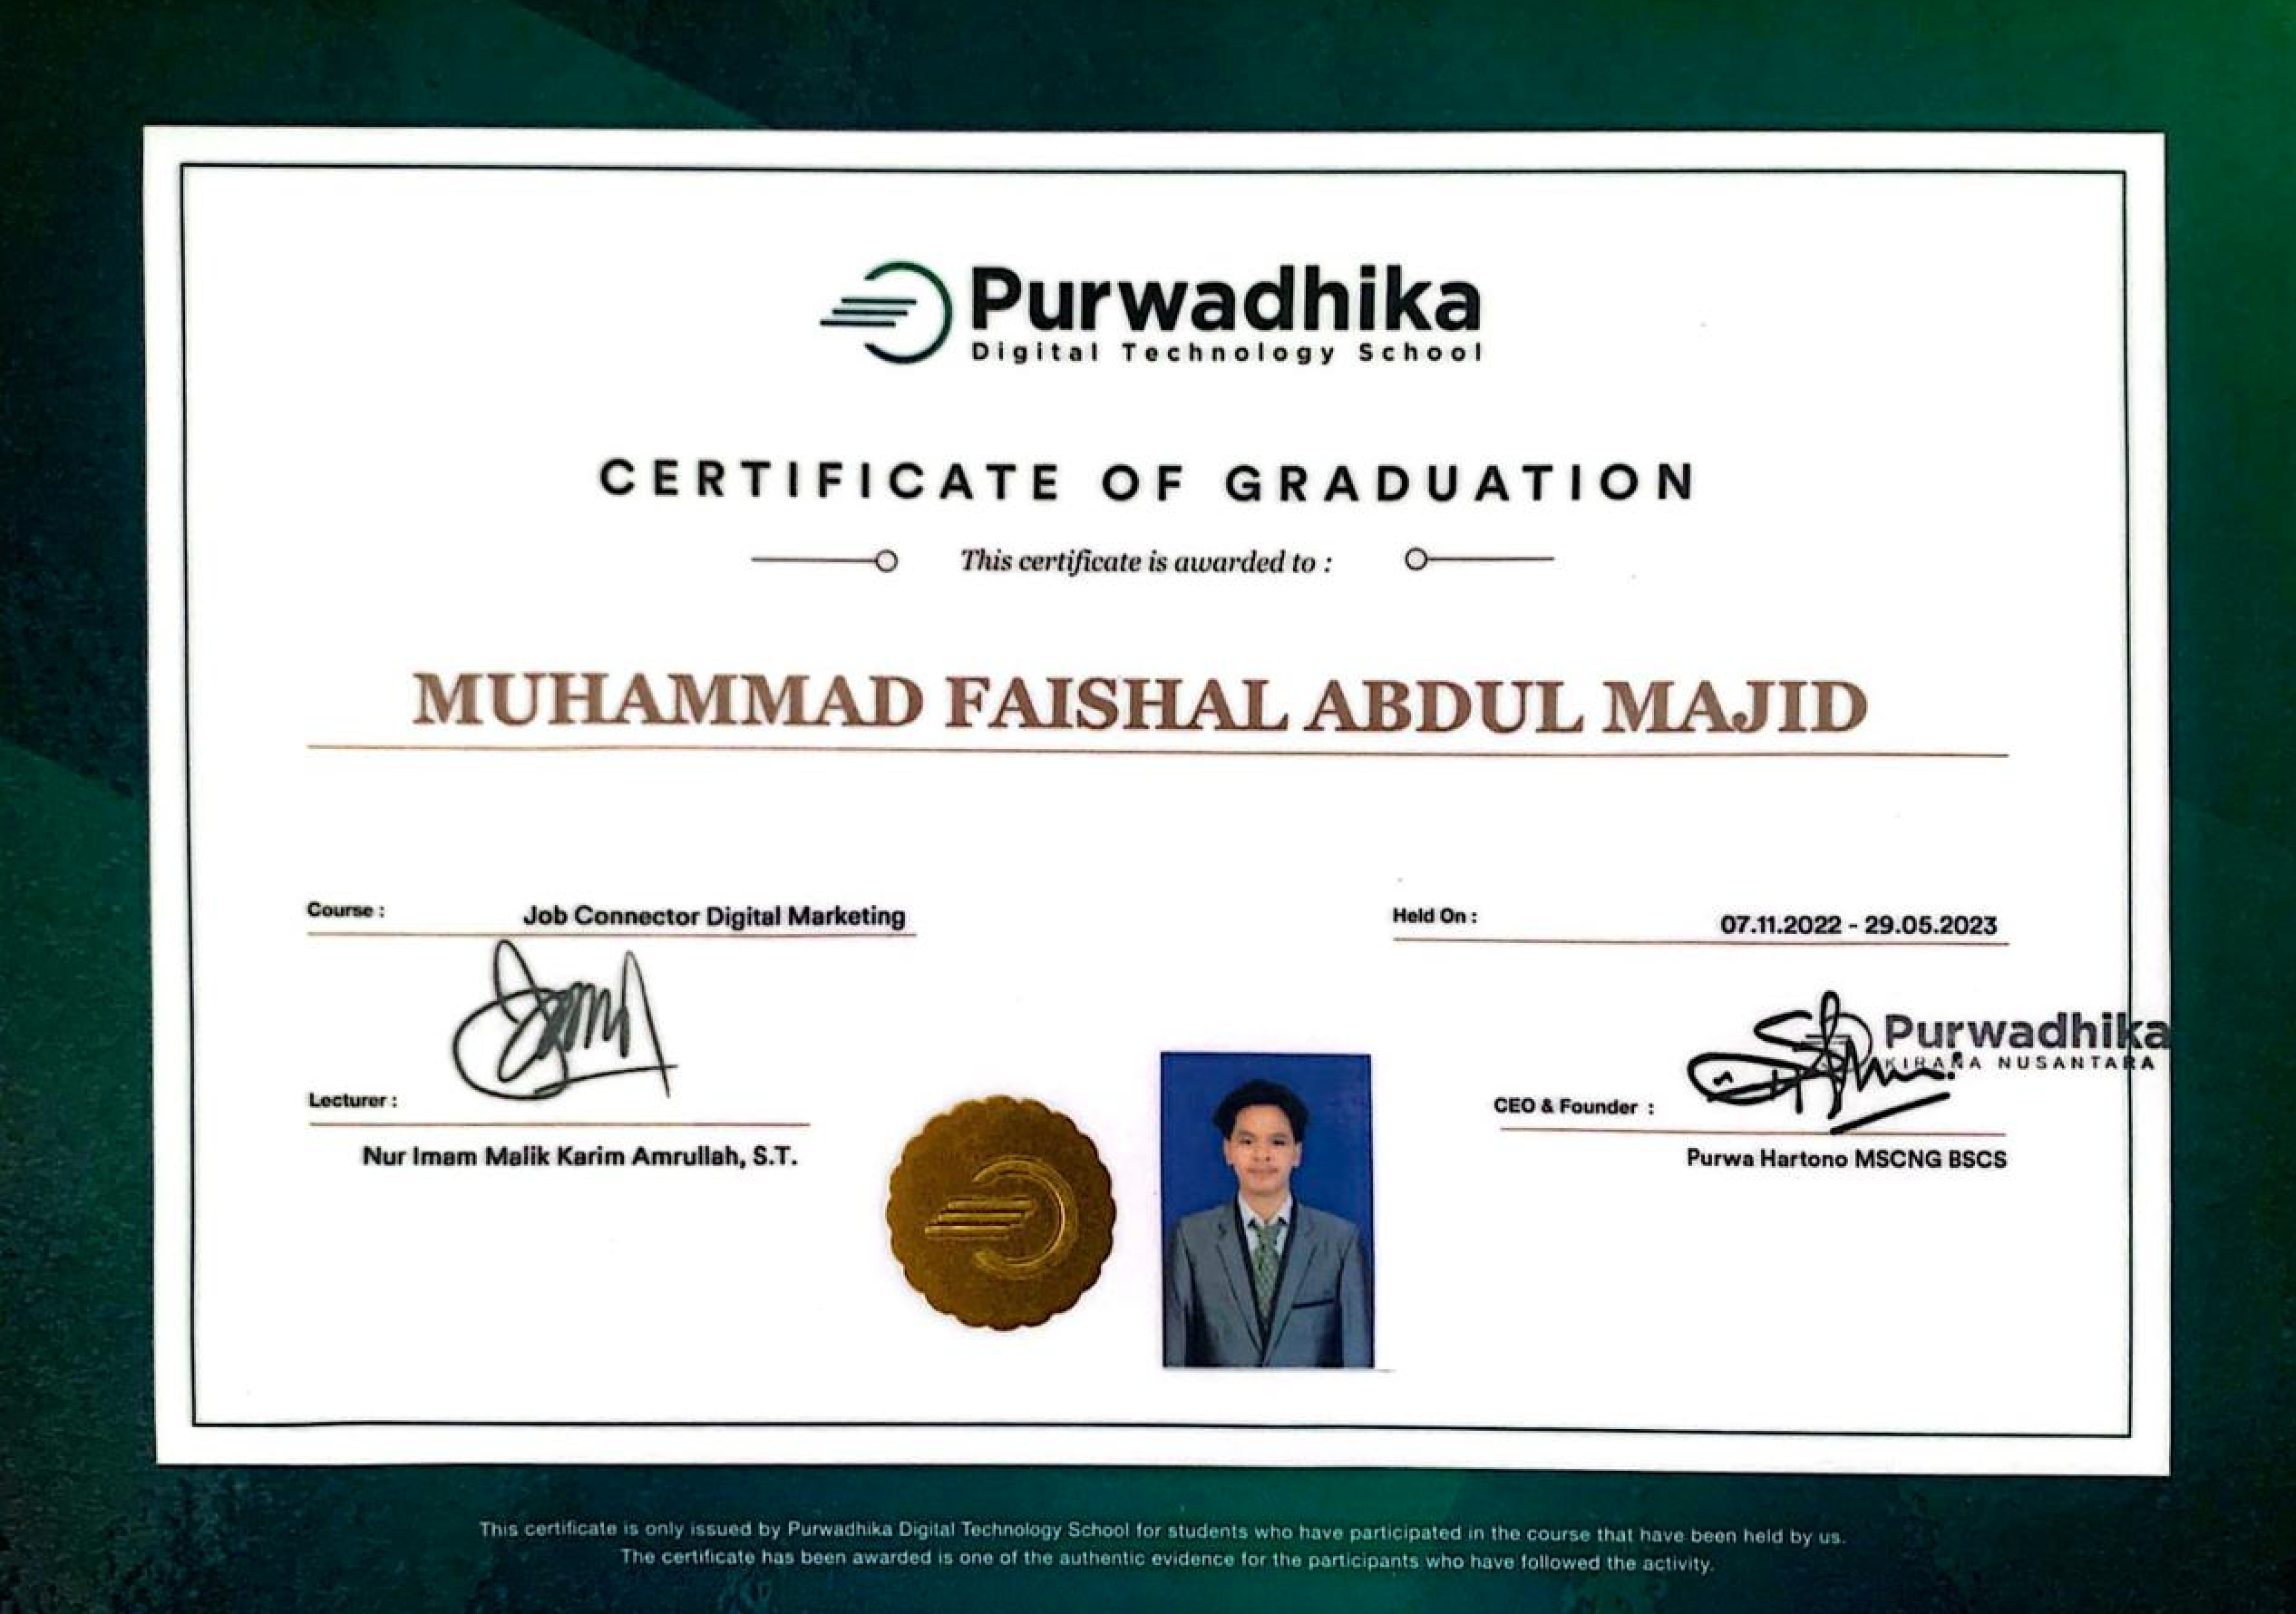 Purwadhika
Digital Technology School
CERTIFICATE OF GRADUATION
This certificate is awarded to :
MUHAMMAD FAISHAL ABDUL MAJID
Course : Job Connector Digital Marketing
Held On : 07.11.2022 - 29.05.2023
Lecturer :
Nur Imam Malik Karim Amrullah, S.T.
Purwadhika
KIRANA NUSANTARA
CEO & Founder :
Purwa Hartono MSCNG BSCS
This certificate is only issued by Purwadhika Digital Technology School for students who have participated in the course that have been held by us.
The certificate has been awarded is one of the authentic evidence for the participants who have followed the activity.